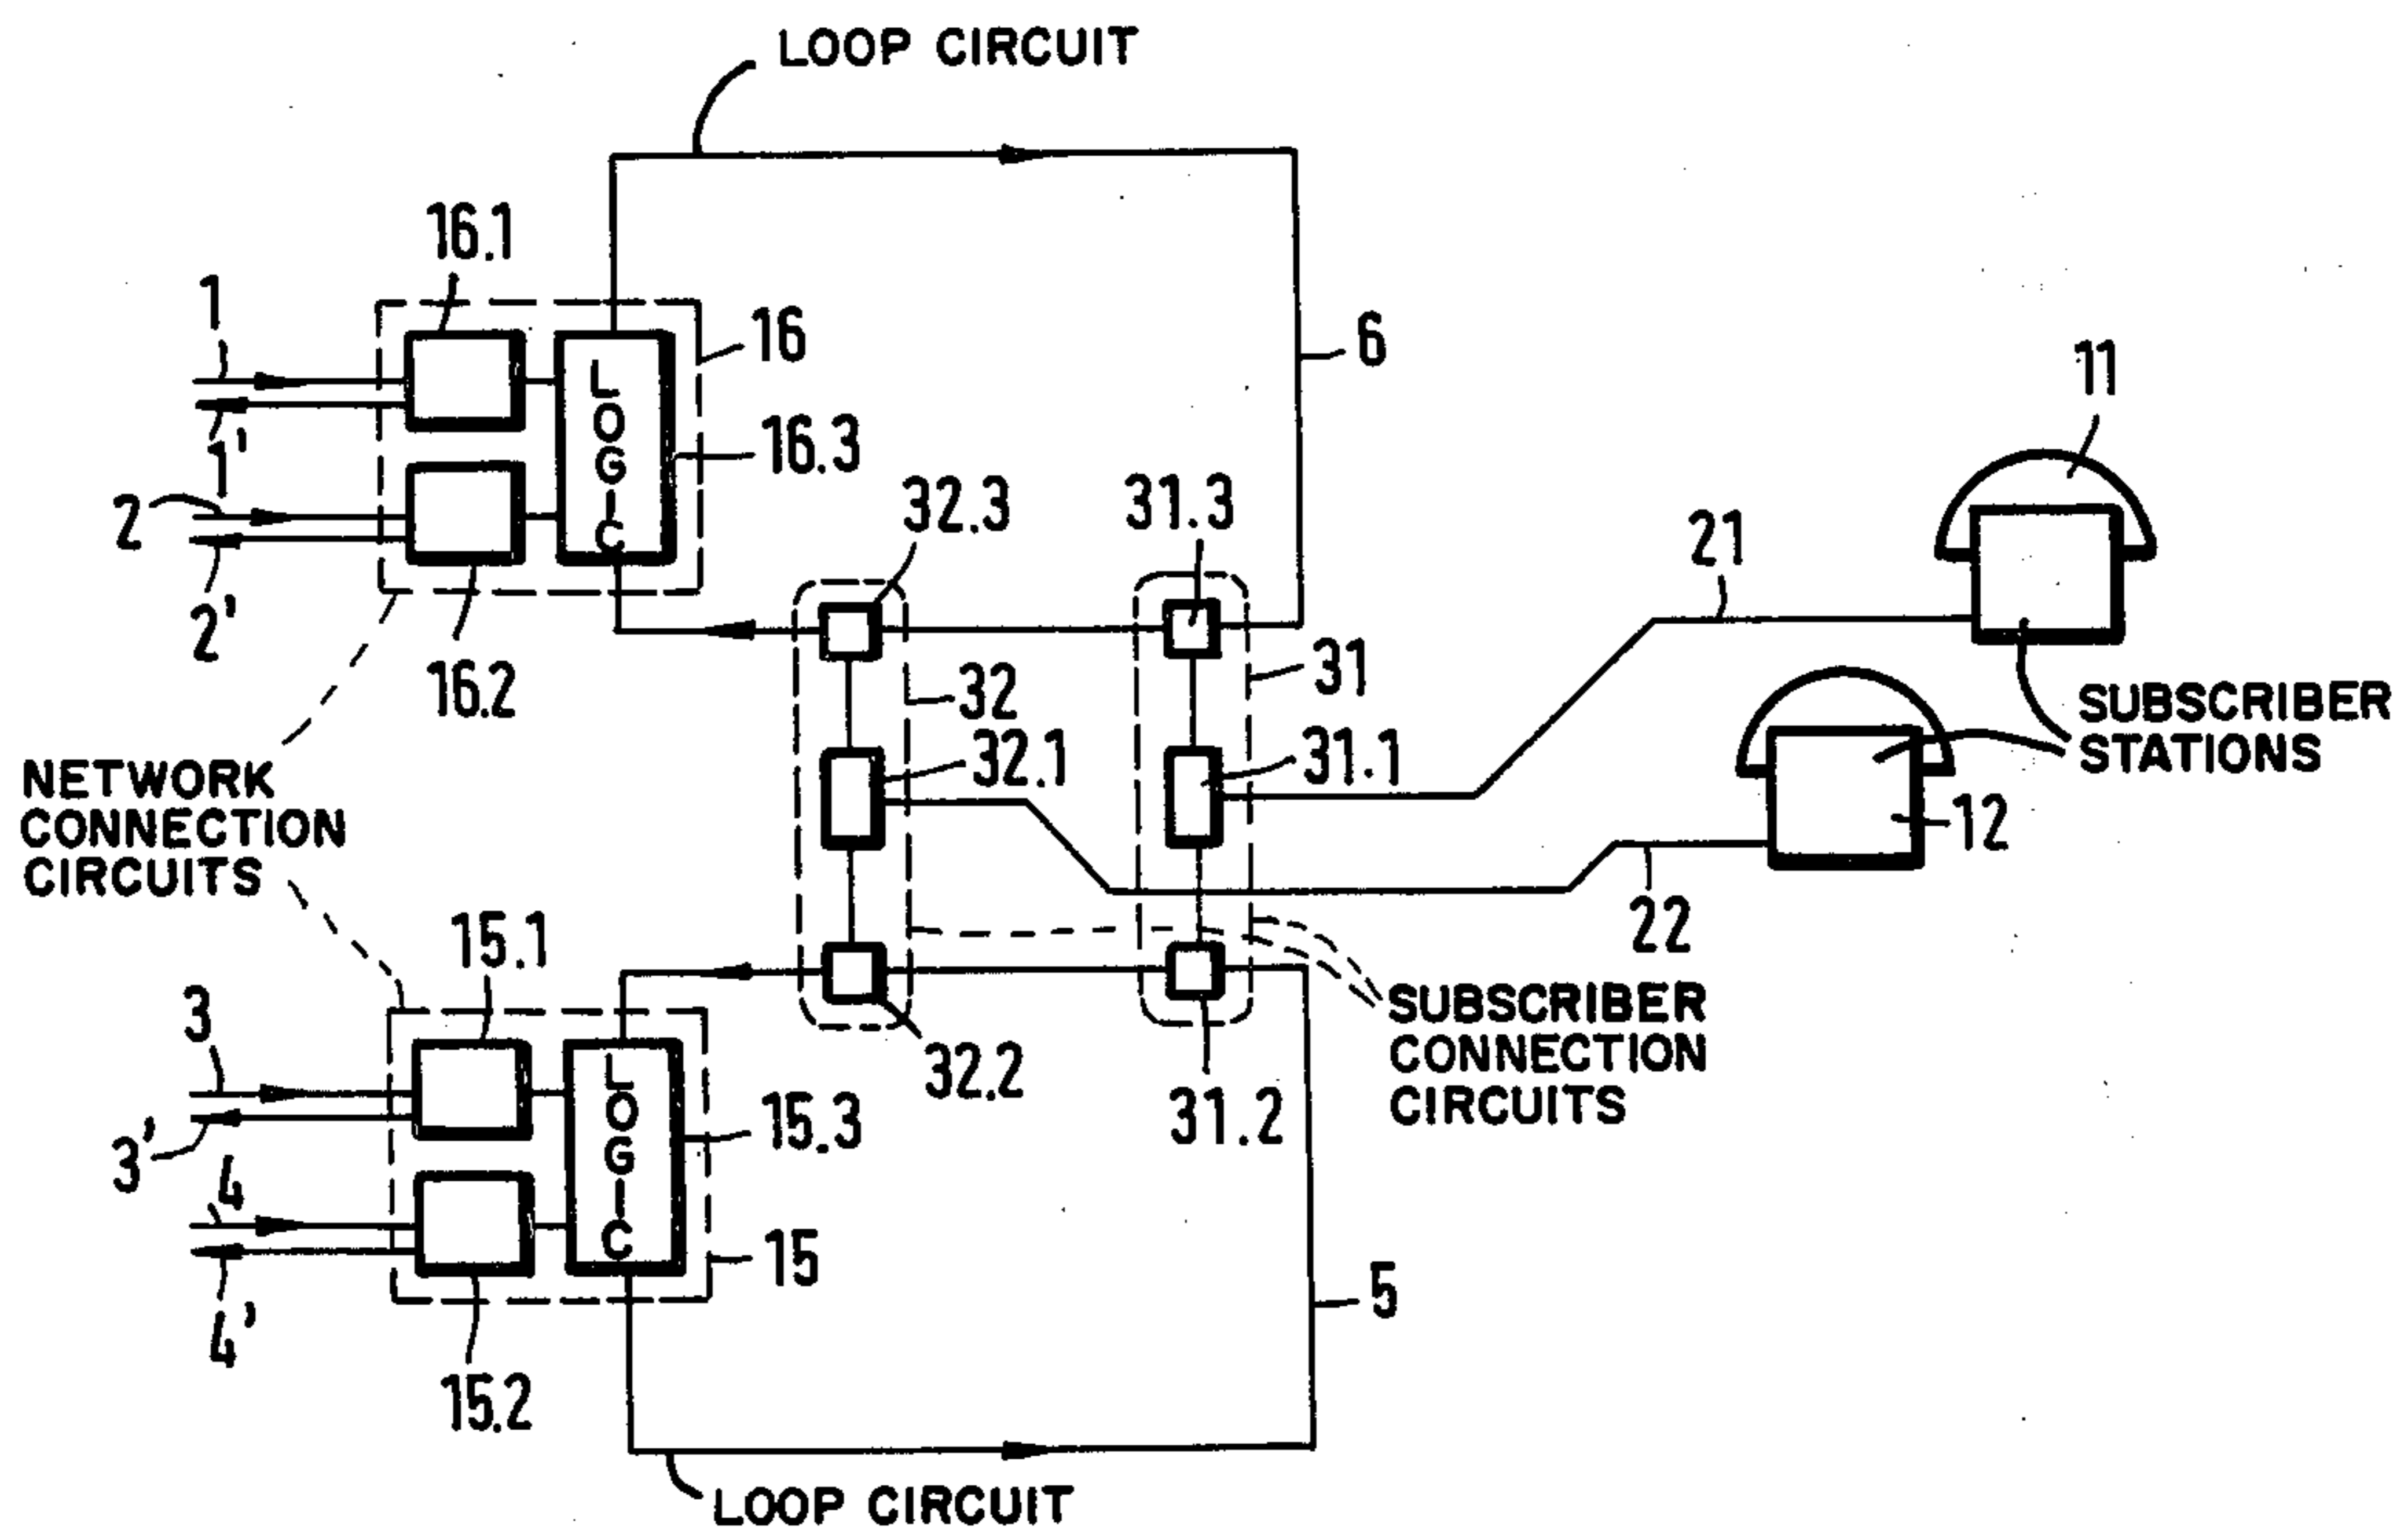 LOOP CIRCUIT
16.1
1
16
6
11
1'
16.3
2
32.3
31.3
21
2'
16.2
32
31
SUBSCRIBER
STATIONS
LOGIC
NETWORK
CONNECTION
CIRCUITS
32.1
31.1
12
22
15.1
3
SUBSCRIBER
CONNECTION
CIRCUITS
32.2
31.2
3'
15.3
4
LOGIC
15
5
4'
15.2
LOOP CIRCUIT